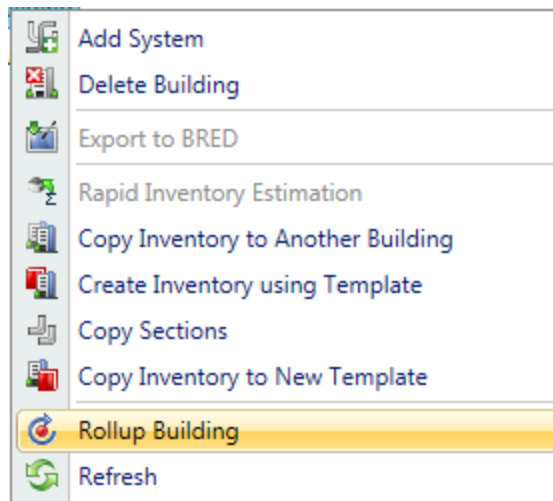 Add System
Delete Building
Export to BRED
Rapid Inventory Estimation
Copy Inventory to Another Building
Create Inventory using Template
Copy Sections
Copy Inventory to New Template
Rollup Building
Refresh